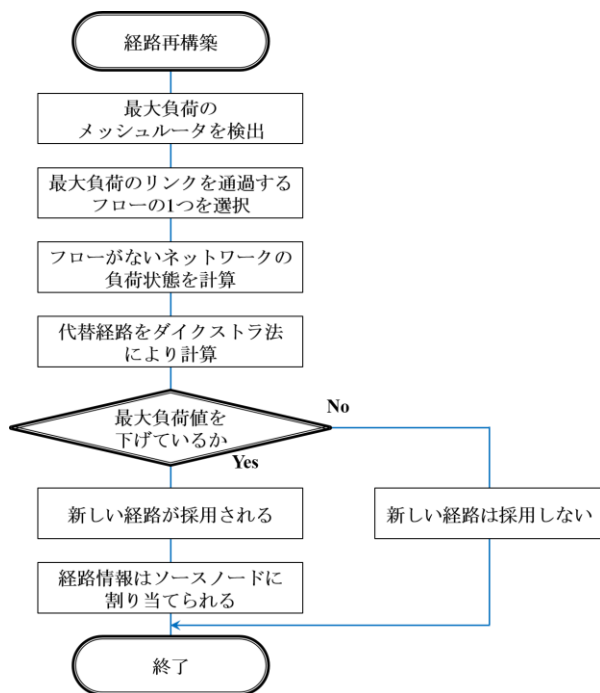 経路再構築
最大負荷の
メッシュルータを検出
最大負荷のリンクを通過する
フローの1つを選択
フローがないネットワークの
負荷状態を計算
代替経路をダイクストラ法
により計算
最大負荷値を
下げているか
No
Yes
新しい経路が採用される
新しい経路は採用しない
経路情報はソースノードに
割り当てられる
終了